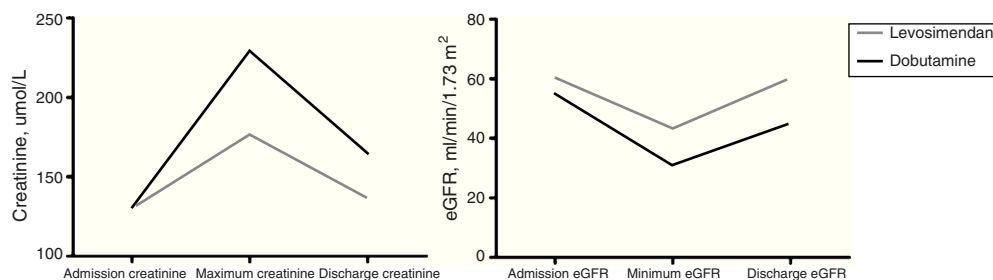 Creatinine, umol/L
250
200
150
100
Admission creatinine
Maximum creatinine
Discharge creatinine
eGFR, ml/min/1.73 m²
80
60
40
20
0
Admission eGFR
Minimum eGFR
Discharge eGFR
Levosimendan
Dobutamine